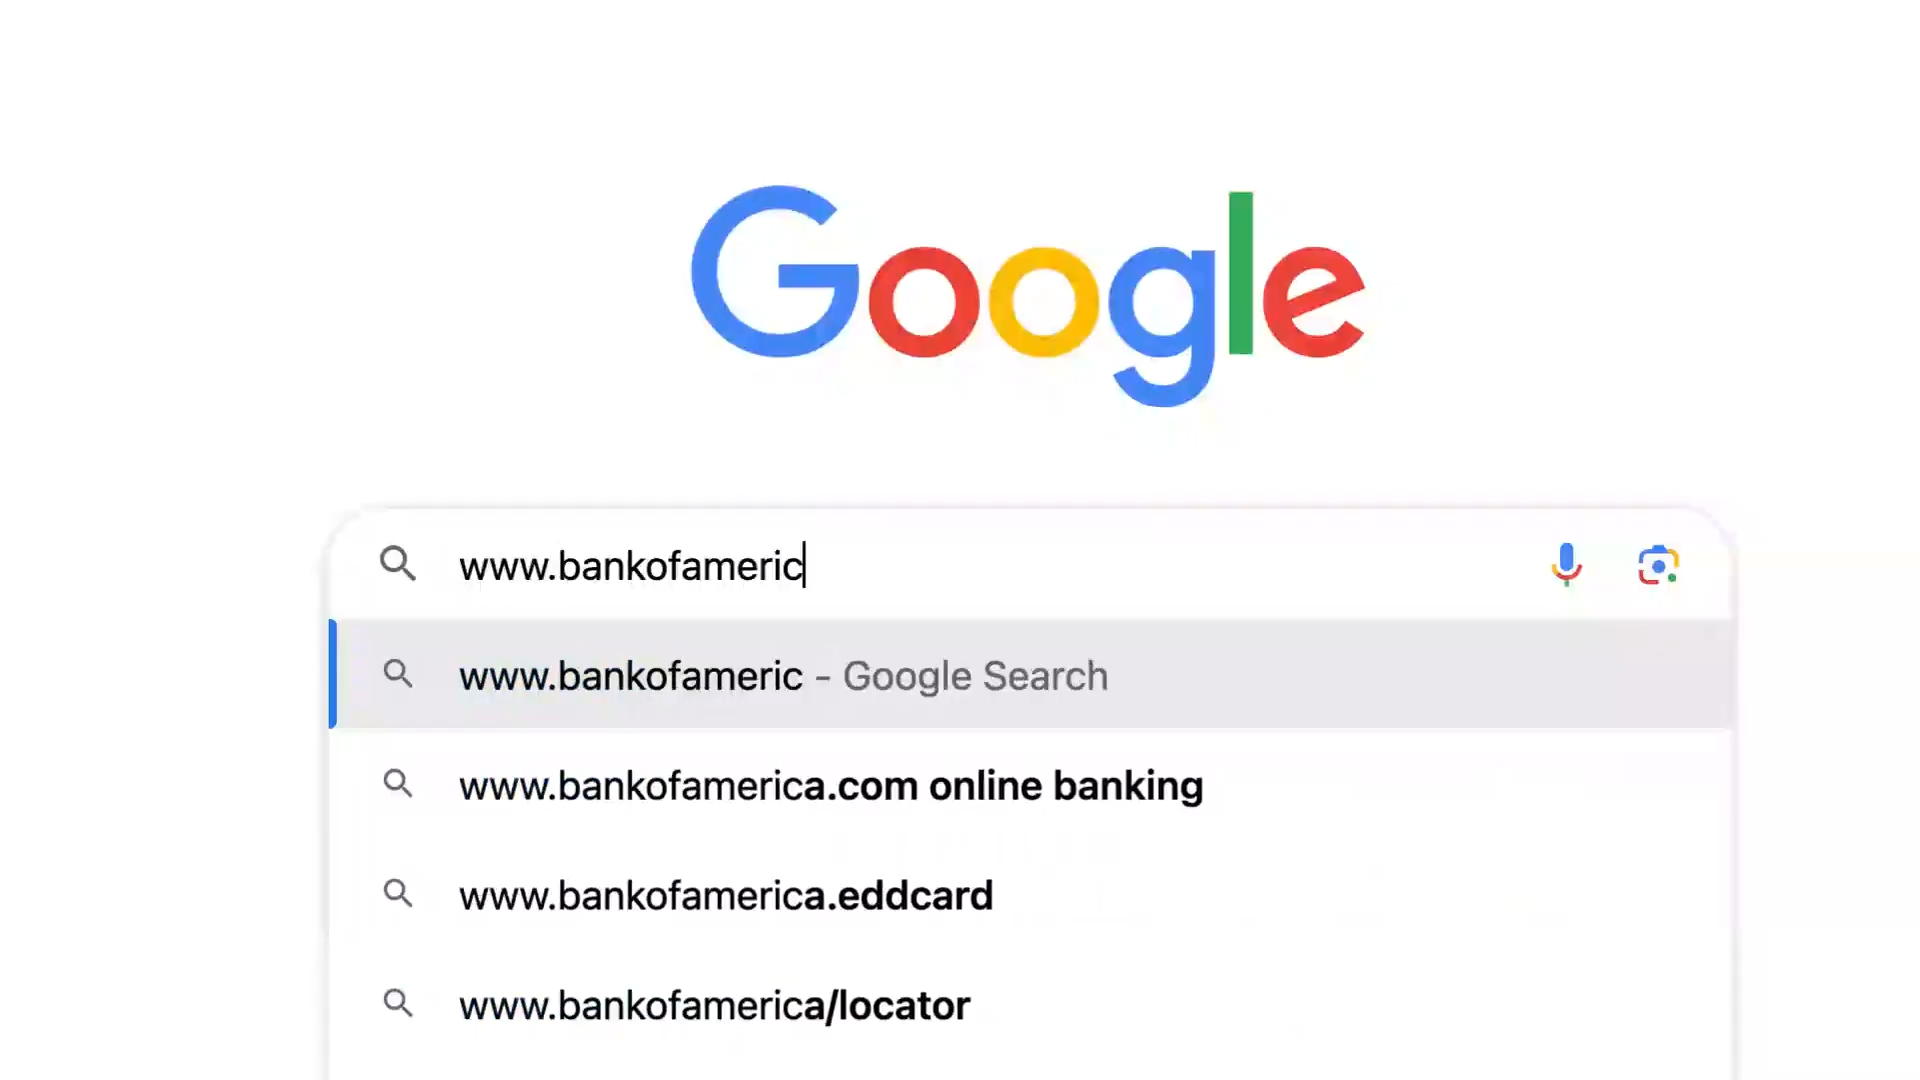 Google
www.bankofameric
www.bankofameric - Google Search
www.bankofamerica.com online banking
www.bankofamerica.eddcard
www.bankofamerica/locator